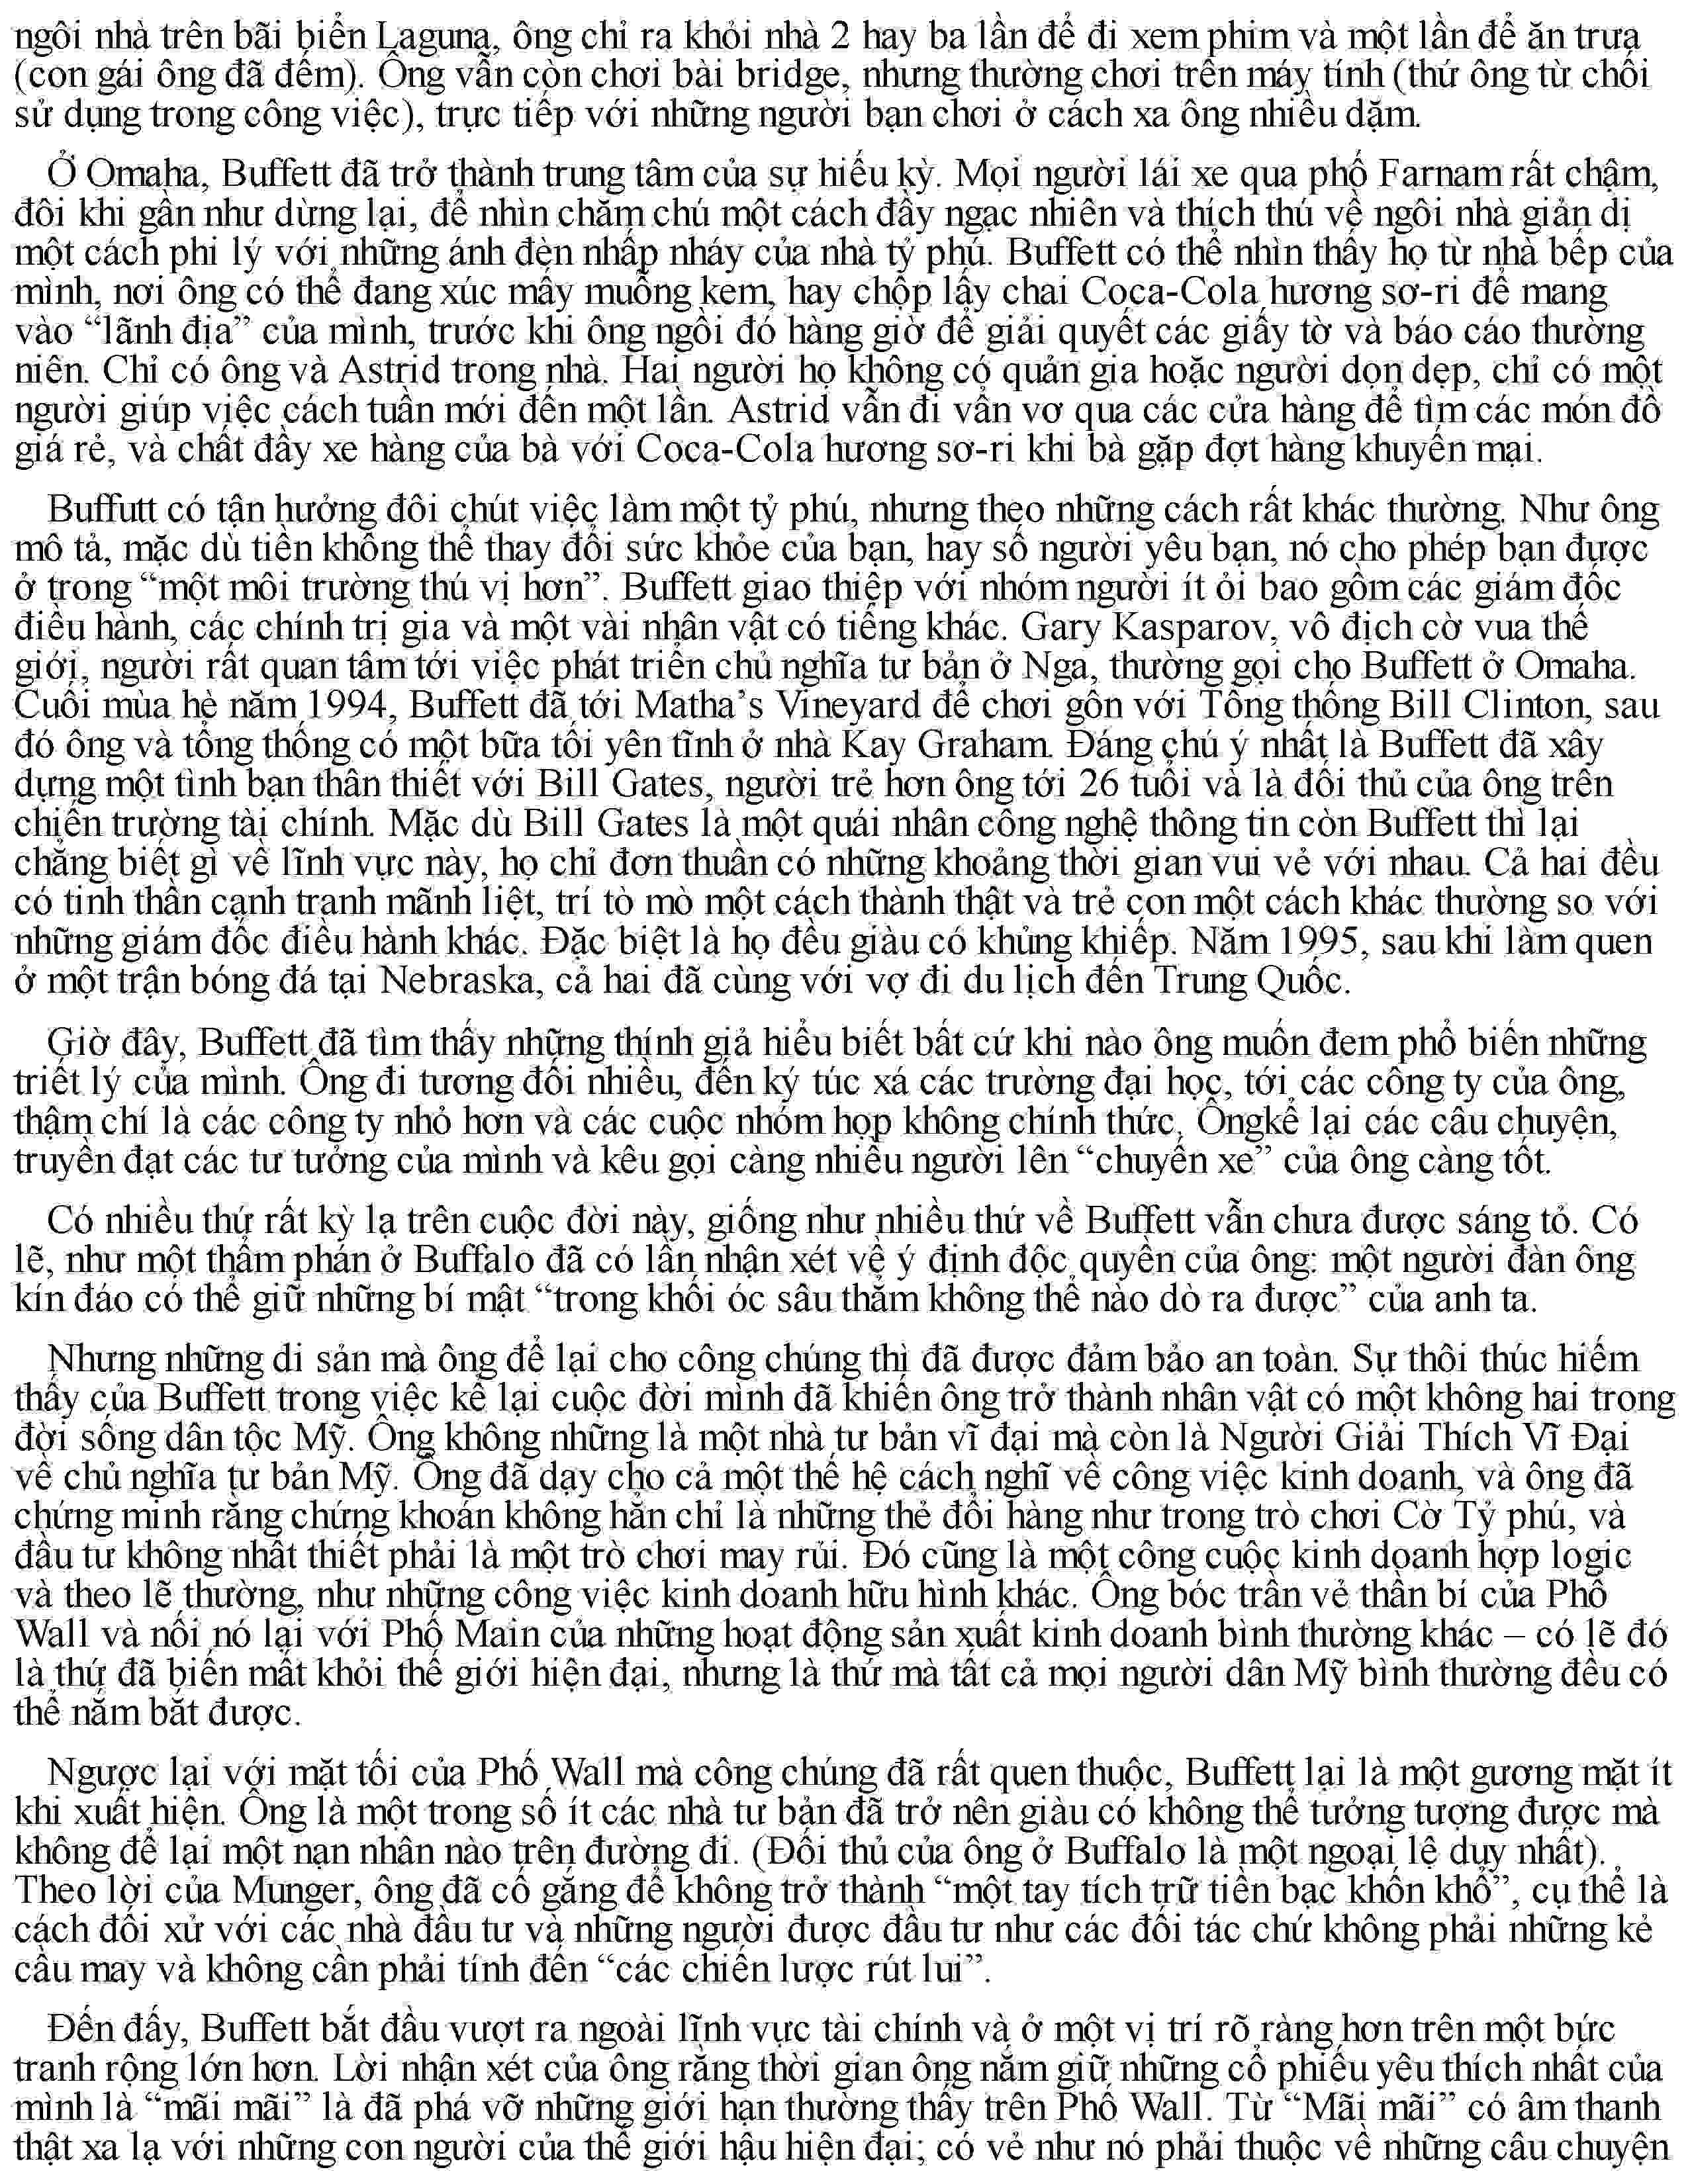 ngôi nhà trên bãi biển Laguna, ông chỉ ra khỏi nhà 2 hay ba lần để đi xem phim và một lần để ăn trưa
(con gái ông đã đếm). Ông vẫn còn chơi bài bridge, nhưng thường chơi trên máy tính (thứ ông từ chối
sử dụng trong công việc), trực tiếp với những người bạn chơi ở cách xa ông nhiều dặm.
Ở Omaha, Buffett đã trở thành trung tâm của sự hiếu kỳ. Mọi người lái xe qua phố Farnam rất chậm,
đôi khi gần như dừng lại, để nhìn chăm chú một cách đầy ngạc nhiên và thích thú về ngôi nhà giản dị
một cách phi lý với những ánh đèn nhấp nháy của nhà tỷ phú. Buffett có thể nhìn thấy họ từ nhà bếp của
mình, nơi ông có thể đang xúc mấy muỗng kem, hay chộp lấy chai Coca-Cola hương sơ-ri để mang
vào “lãnh địa” của mình, trước khi ông ngồi đó hàng giờ để giải quyết các giấy tờ và báo cáo thường
niên. Chỉ có ông và Astrid trong nhà. Hai người họ không có quản gia hoặc người dọn dẹp, chỉ có một
người giúp việc cách tuần mới đến một lần. Astrid vẫn đi vẩn vơ qua các cửa hàng để tìm các món đồ
giá rẻ, và chất đầy xe hàng của bà với Coca-Cola hương sơ-ri khi bà gặp đợt hàng khuyến mại.
Buffutt có tận hưởng đôi chút việc làm một tỷ phú, nhưng theo những cách rất khác thường. Như ông
mô tả, mặc dù tiền không thể thay đổi sức khỏe của bạn, hay số người yêu bạn, nó cho phép bạn được
ở trong “một môi trường thú vị hơn”. Buffett giao thiệp với nhóm người ít ỏi bao gồm các giám đốc
điều hành, các chính trị gia và một vài nhân vật có tiếng khác. Gary Kasparov, vô địch cờ vua thế
giới, người rất quan tâm tới việc phát triển chủ nghĩa tư bản ở Nga, thường gọi cho Buffett ở Omaha.
Cuối mùa hè năm 1994, Buffett đã tới Matha’s Vineyard để chơi gôn với Tổng thống Bill Clinton, sau
đó ông và tổng thống có một bữa tối yên tĩnh ở nhà Kay Graham. Đáng chú ý nhất là Buffett đã xây
dựng một tình bạn thân thiết với Bill Gates, người trẻ hơn ông tới 26 tuổi và là đối thủ của ông trên
chiến trường tài chính. Mặc dù Bill Gates là một quái nhân công nghệ thông tin còn Buffett thì lại
chẳng biết gì về lĩnh vực này, họ chỉ đơn thuần có những khoảng thời gian vui vẻ với nhau. Cả hai đều
có tinh thần cạnh tranh mãnh liệt, trí tò mò một cách thành thật và trẻ con một cách khác thường so với
những giám đốc điều hành khác. Đặc biệt là họ đều giàu có khủng khiếp. Năm 1995, sau khi làm quen
ở một trận bóng đá tại Nebraska, cả hai đã cùng với vợ đi du lịch đến Trung Quốc.
Giờ đây, Buffett đã tìm thấy những thính giả hiểu biết bất cứ khi nào ông muốn đem phổ biến những
triết lý của mình. Ông đi tương đối nhiều, đến ký túc xá các trường đại học, tới các công ty của ông,
thậm chí là các công ty nhỏ hơn và các cuộc nhóm họp không chính thức. Ôngkể lại các câu chuyện,
truyền đạt các tư tưởng của mình và kêu gọi càng nhiều người lên “chuyến xe” của ông càng tốt.
Có nhiều thứ rất kỳ lạ trên cuộc đời này, giống như nhiều thứ về Buffett vẫn chưa được sáng tỏ. Có
lẽ, như một thẩm phán ở Buffalo đã có lần nhận xét về ý định độc quyền của ông: một người đàn ông
kín đáo có thể giữ những bí mật “trong khối óc sâu thẳm không thể nào dò ra được” của anh ta.
Nhưng những di sản mà ông để lại cho công chúng thì đã được đảm bảo an toàn. Sự thôi thúc hiếm
thấy của Buffett trong việc kể lại cuộc đời mình đã khiến ông trở thành nhân vật có một không hai trong
đời sống dân tộc Mỹ. Ông không những là một nhà tư bản vĩ đại mà còn là Người Giải Thích Vĩ Đại
về chủ nghĩa tư bản Mỹ. Ông đã dạy cho cả một thế hệ cách nghĩ về công việc kinh doanh, và ông đã
chứng minh rằng chứng khoán không hẳn chỉ là những thẻ đổi hàng như trong trò chơi Cờ Tỷ phú, và
đầu tư không nhất thiết phải là một trò chơi may rủi. Đó cũng là một công cuộc kinh doanh hợp logic
và theo lẽ thường, như những công việc kinh doanh hữu hình khác. Ông bóc trần vẻ thần bí của Phố
Wall và nối nó lại với Phố Main của những hoạt động sản xuất kinh doanh bình thường khác – có lẽ đó
là thứ đã biến mất khỏi thế giới hiện đại, nhưng là thứ mà tất cả mọi người dân Mỹ bình thường đều có
thể nắm bắt được.
Ngược lại với mặt tối của Phố Wall mà công chúng đã rất quen thuộc, Buffett lại là một gương mặt ít
khi xuất hiện. Ông là một trong số ít các nhà tư bản đã trở nên giàu có không thể tưởng tượng được mà
không để lại một nạn nhân nào trên đường đi. (Đối thủ của ông ở Buffalo là một ngoại lệ duy nhất).
Theo lời của Munger, ông đã cố gắng để không trở thành “một tay tích trữ tiền bạc khốn khổ”, cụ thể là
cách đối xử với các nhà đầu tư và những người được đầu tư như các đối tác chứ không phải những kẻ
cầu may và không cần phải tính đến “các chiến lược rút lui”.
Đến đấy, Buffett bắt đầu vượt ra ngoài lĩnh vực tài chính và ở một vị trí rõ ràng hơn trên một bức
tranh rộng lớn hơn. Lời nhận xét của ông rằng thời gian ông nắm giữ những cổ phiếu yêu thích nhất của
mình là “mãi mãi” là đã phá vỡ những giới hạn thường thấy trên Phố Wall. Từ “Mãi mãi” có âm thanh
thật xa lạ với những con người của thế giới hậu hiện đại; có vẻ như nó phải thuộc về những câu chuyện